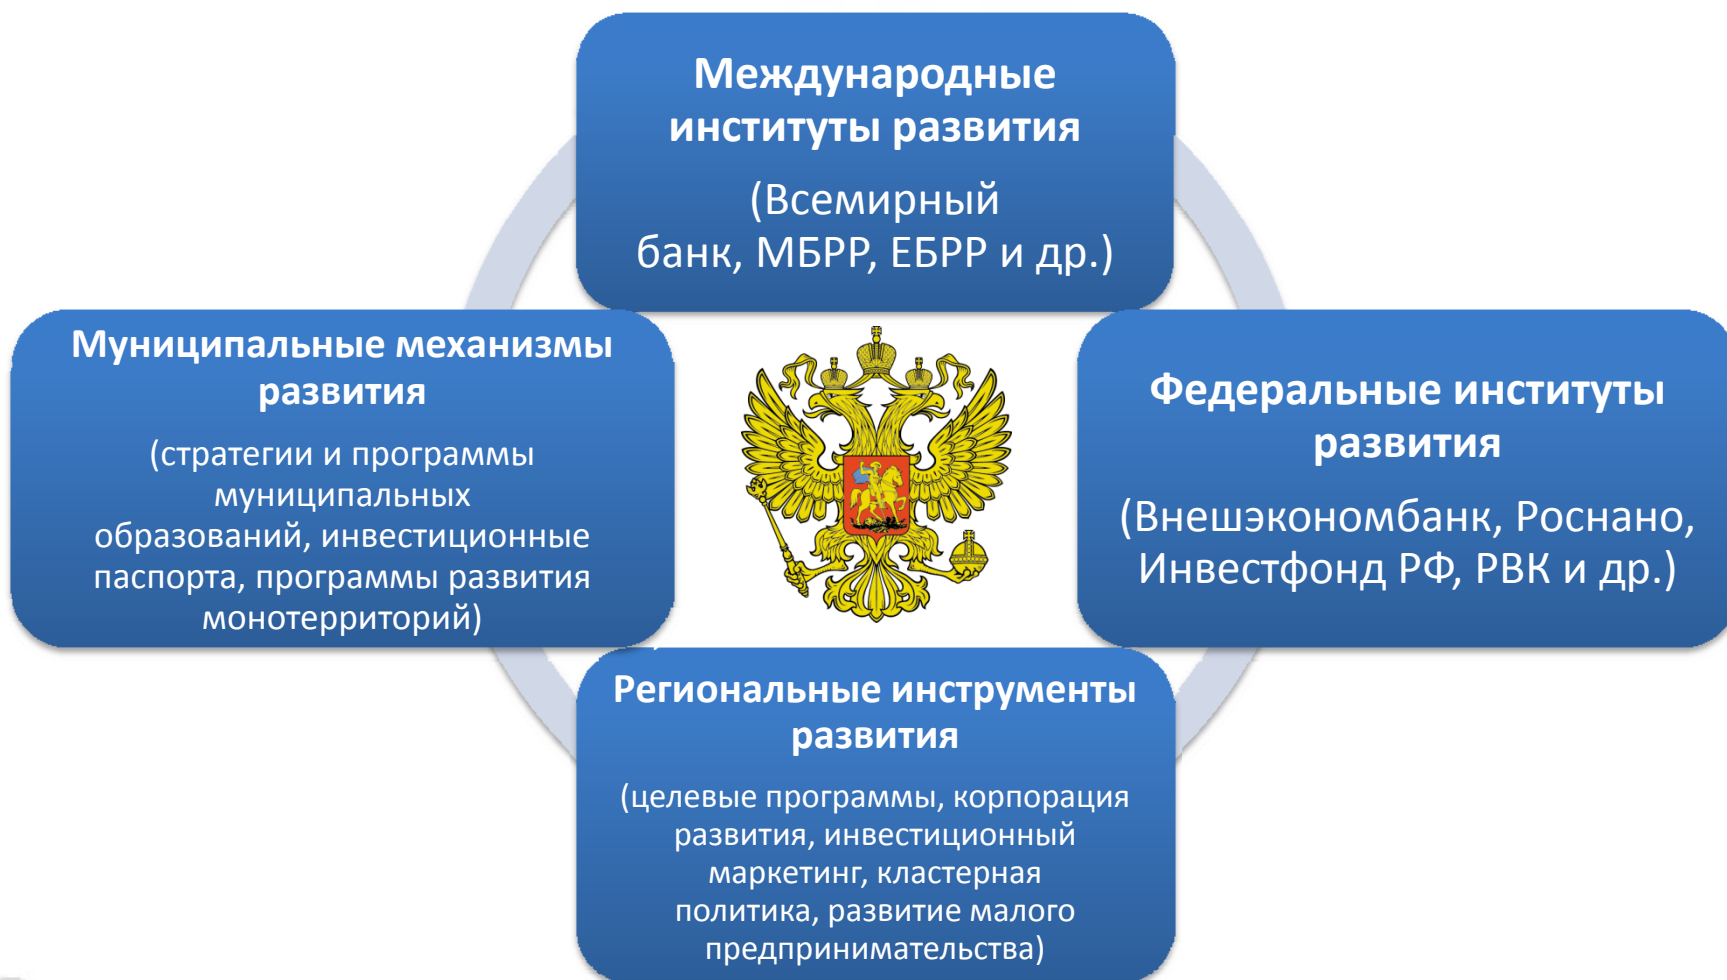 Международные
институты развития
(Всемирный
банк, МБРР, ЕБРР и др.)
Муниципальные механизмы
развития
(стратегии и программы
муниципальных
образований, инвестиционные
паспорта, программы развития
монотерриторий)
Федеральные институты
развития
(Внешэкономбанк, Роснано,
Инвестфонд РФ, РВК и др.)
Региональные инструменты
развития
(целевые программы, корпорация
развития, инвестиционный
маркетинг, кластерная
политика, развитие малого
предпринимательства)